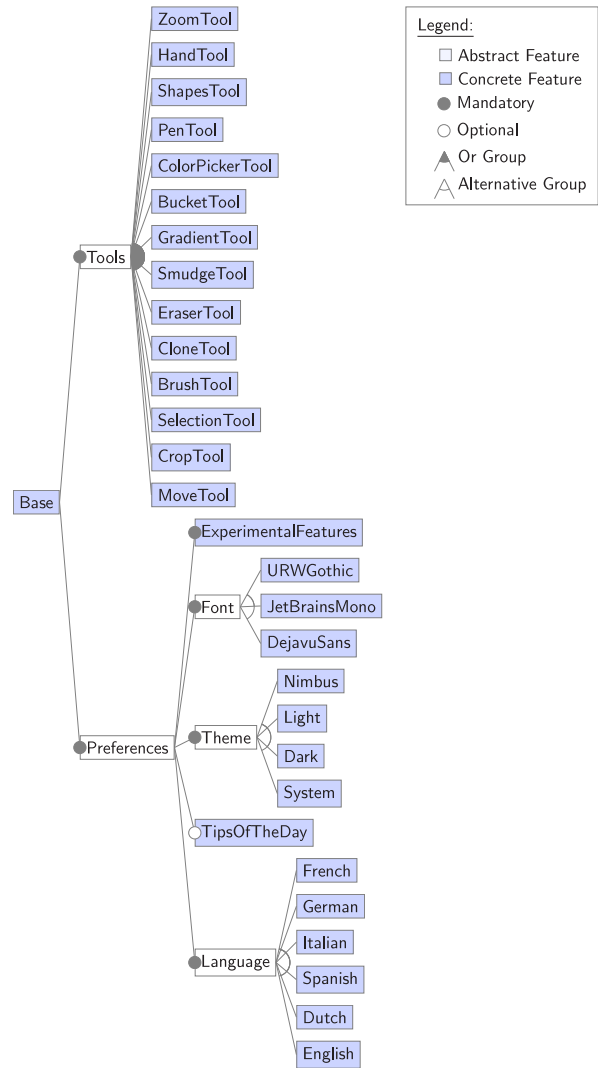 ZoomTool
HandTool
ShapesTool
PenTool
ColorPickerTool
BucketTool
GradientTool
Tools
SmudgeTool
EraserTool
CloneTool
BrushTool
SelectionTool
CropTool
MoveTool
Base
ExperimentalFeatures
URWGothic
Font
JetBrainsMono
DejavuSans
Nimbus
Light
Theme
Preferences
Dark
System
TipsOfTheDay
French
German
Italian
Language
Spanish
Dutch
English
Legend:
Abstract Feature
Concrete Feature
Mandatory
Optional
Or Group
Alternative Group